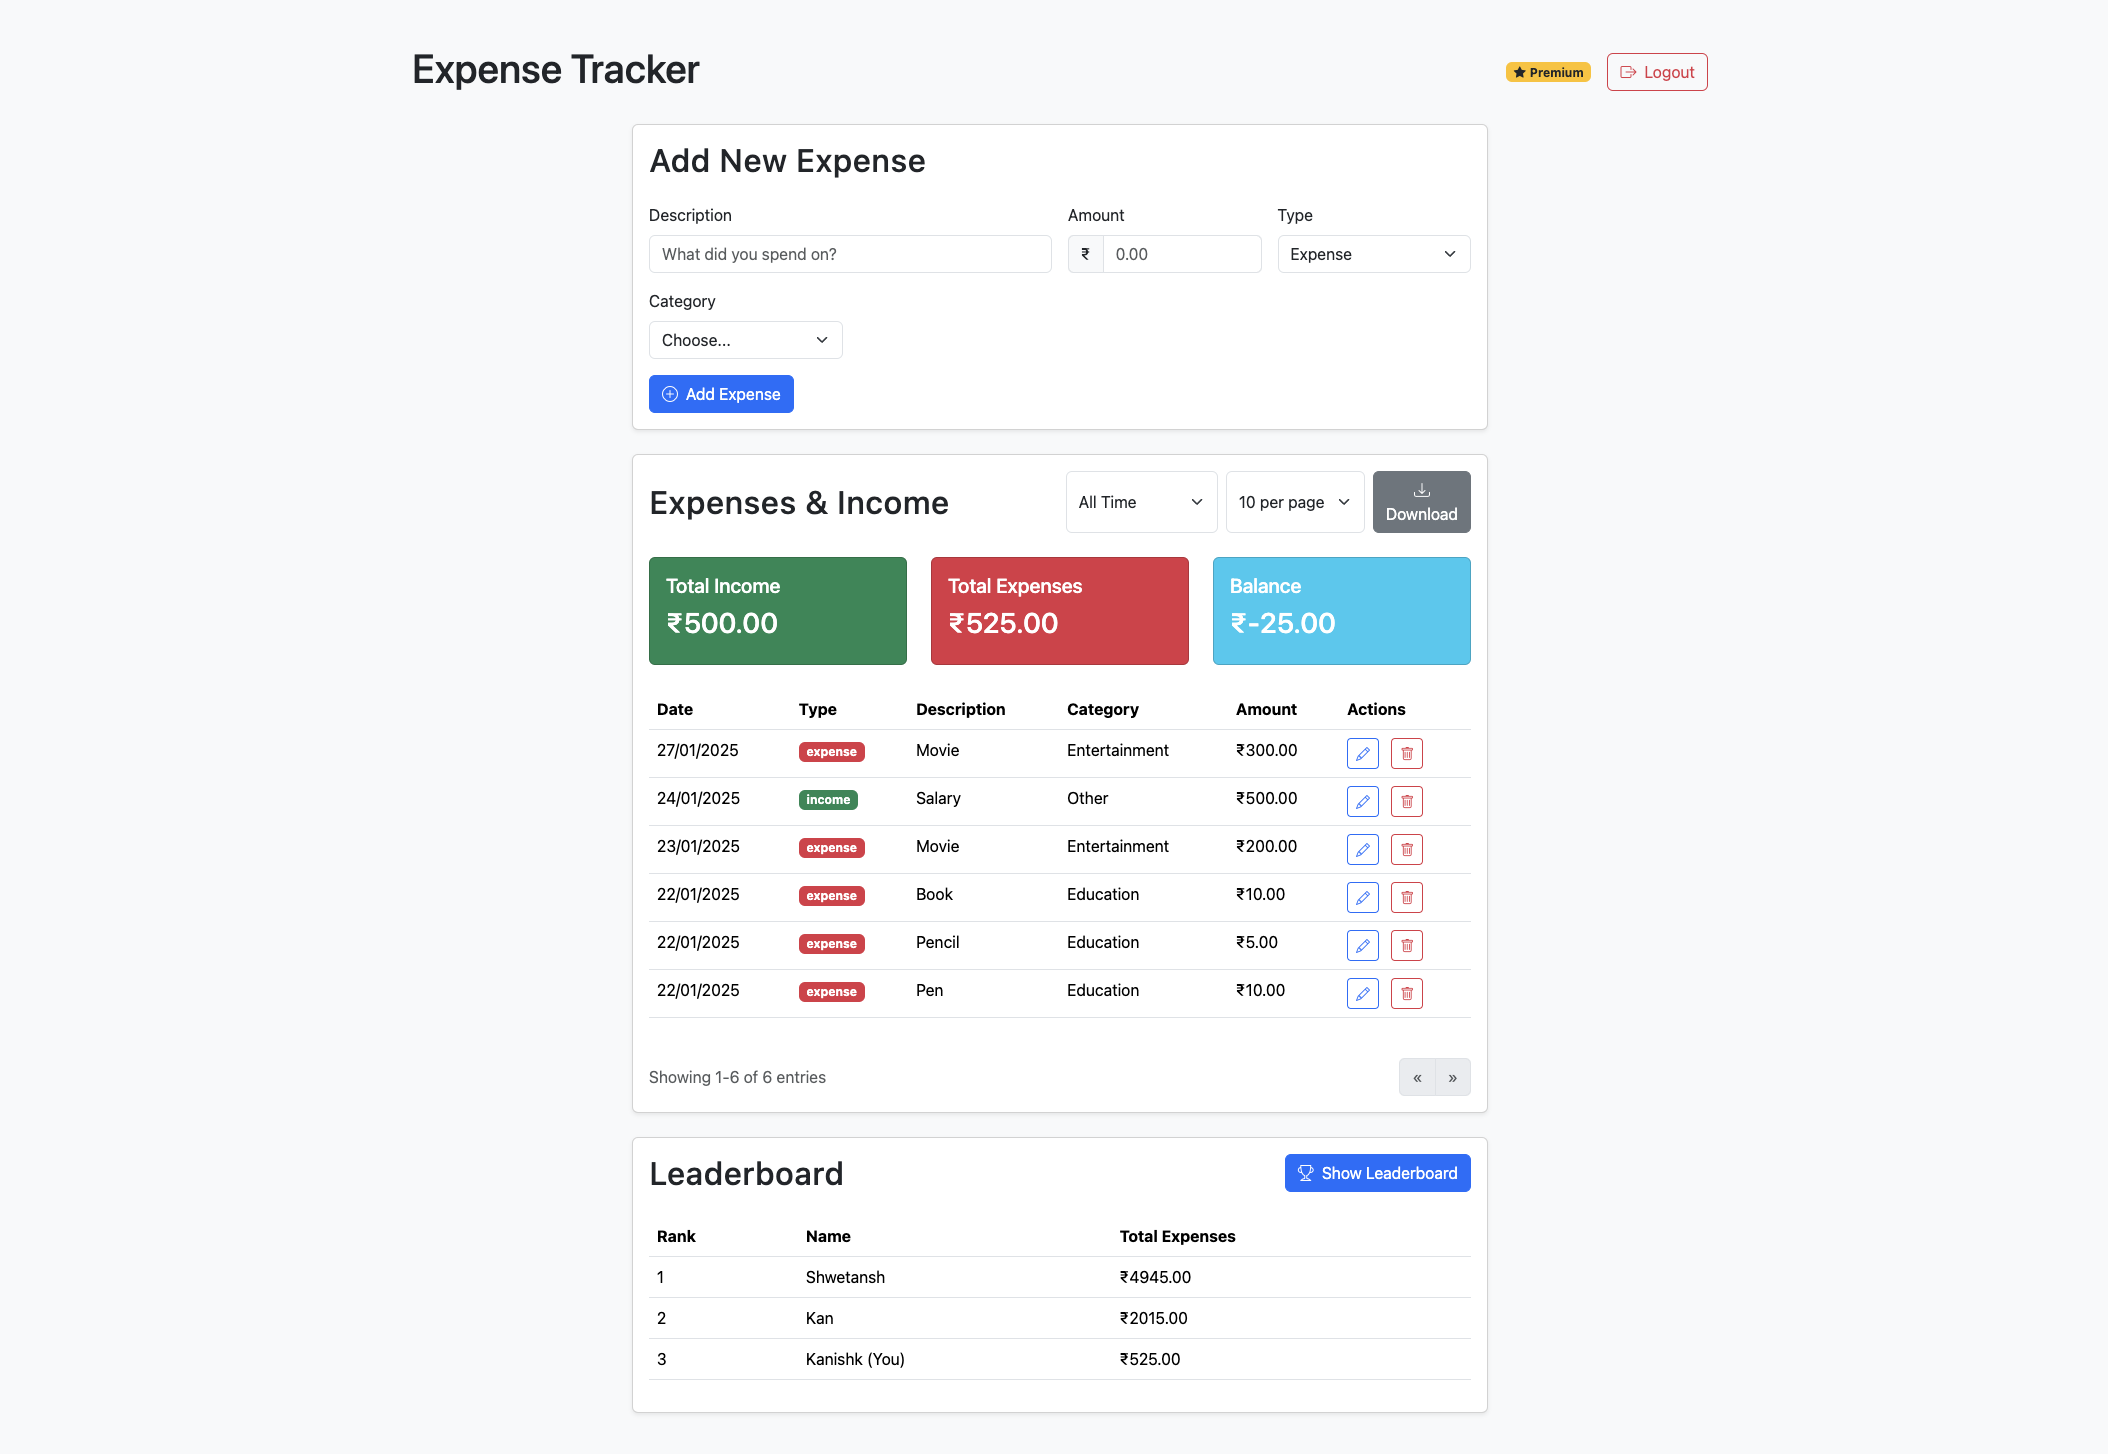 Expense Tracker
Premium
Logout
Add New Expense
Description Amount Type
What did you spend on? ₹ 0.00 Expense
Category
Choose...
Add Expense
Expenses & Income All Time 10 per page Download
Total Income Total Expenses Balance
₹500.00 ₹525.00 ₹-25.00
Date Type Description Category Amount Actions
27/01/2025 expense Movie Entertainment ₹300.00
24/01/2025 income Salary Other ₹500.00
23/01/2025 expense Movie Entertainment ₹200.00
22/01/2025 expense Book Education ₹10.00
22/01/2025 expense Pencil Education ₹5.00
22/01/2025 expense Pen Education ₹10.00
Showing 1-6 of 6 entries « »
Leaderboard Show Leaderboard
Rank Name Total Expenses
1 Shwetansh ₹4945.00
2 Kan ₹2015.00
3 Kanishk (You) ₹525.00